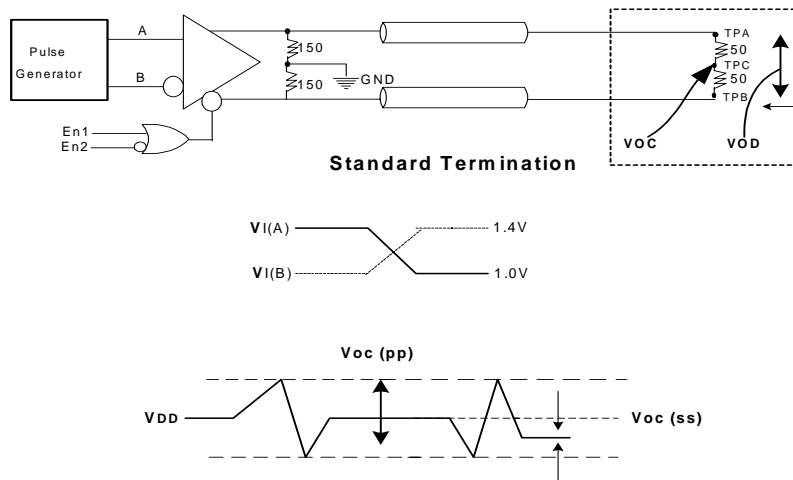 Pulse
Generator
A
B
150
150
GND
En1
En2
TPA
50
TPC
50
TPB
VOC
VOD
Standard Termination
VI(A)
1.4V
VI(B)
1.0V
Voc (pp)
VDD
Voc (ss)